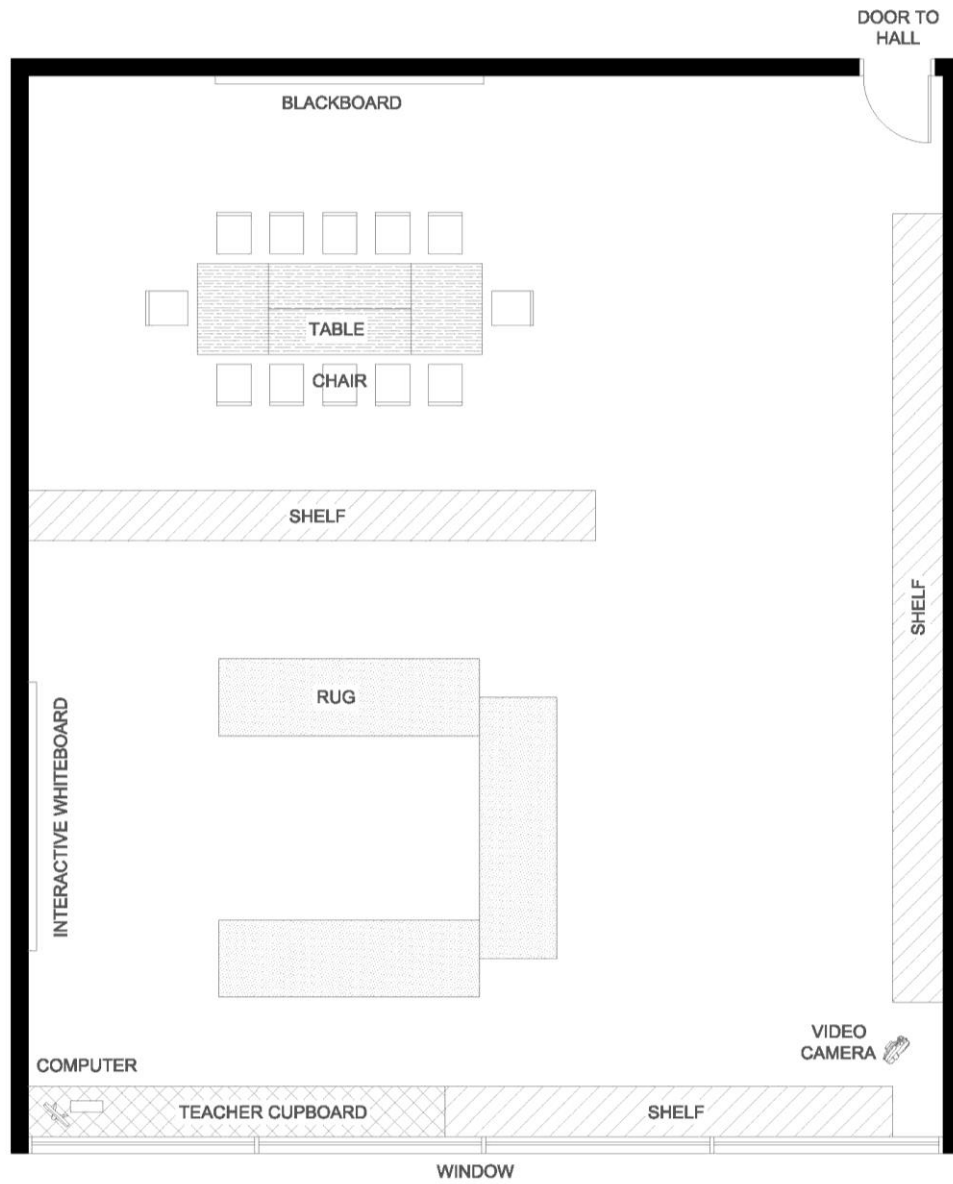 DOOR TO
HALL
BLACKBOARD
TABLE
CHAIR
SHELF
SHELF
RUG
INTERACTIVE WHITEBOARD
VIDEO
CAMERA
COMPUTER
TEACHER CUPBOARD
SHELF
WINDOW